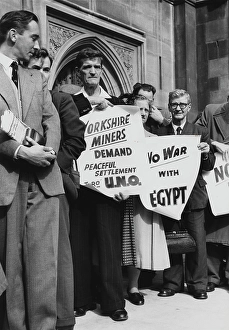 YORKSHIRE
MINERS
DEMAND
PEACEFUL
SETTLEMENT
U.N.O.
NO WAR
WITH
EGYPT
NO